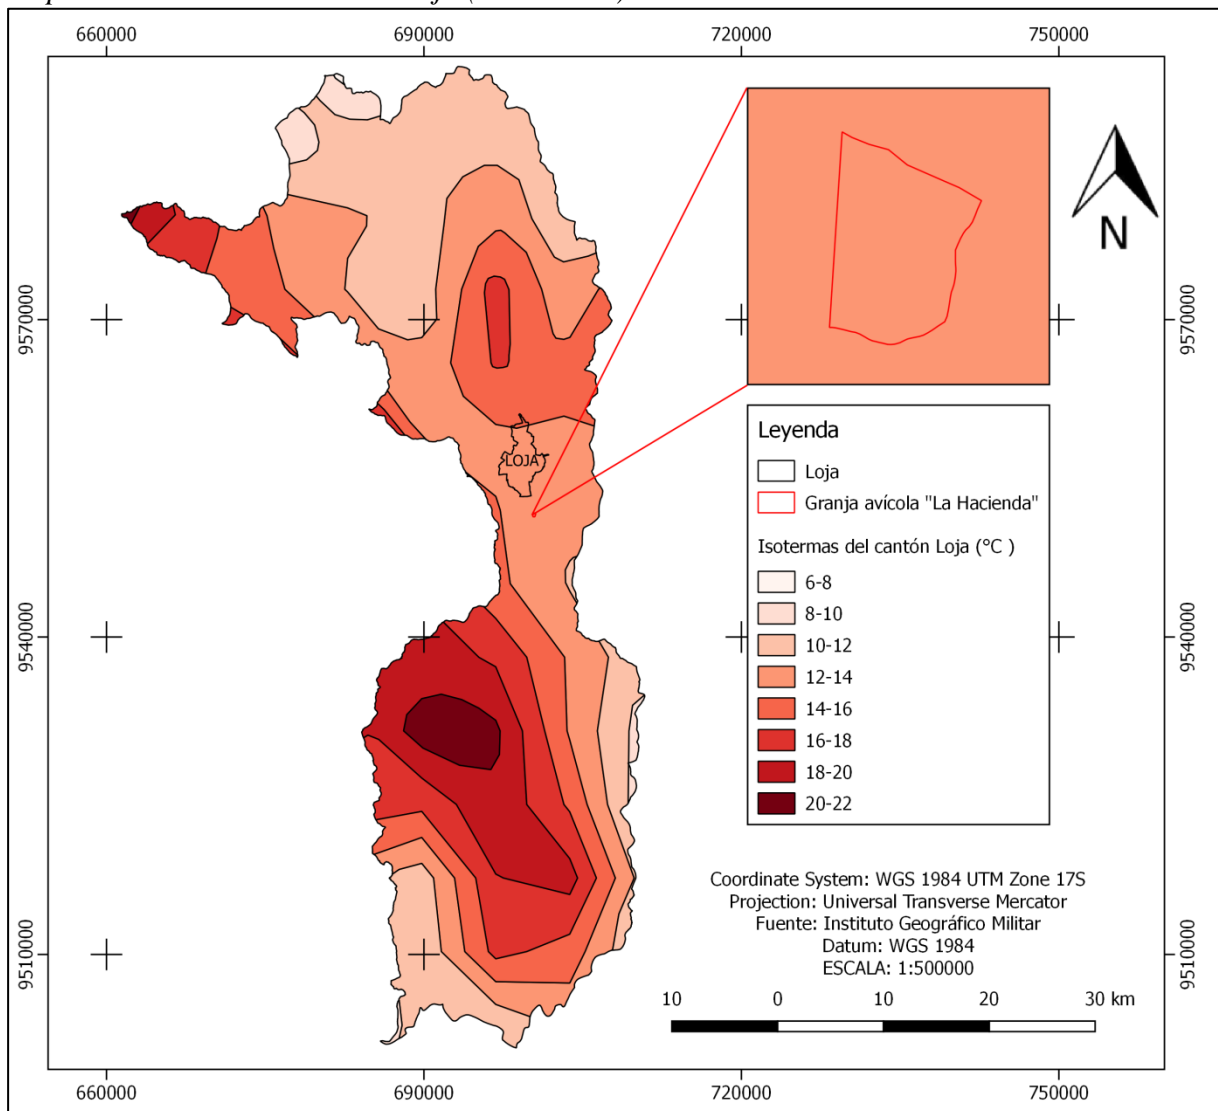 660000
690000
720000
750000
9570000
9570000
N
LOJA
Leyenda
Loja
Granja avícola "La Hacienda"
Isotermas del cantón Loja (°C )
6-8
8-10
10-12
12-14
14-16
16-18
18-20
20-22
9540000
9540000
Coordinate System: WGS 1984 UTM Zone 17S
Projection: Universal Transverse Mercator
Fuente: Instituto Geográfico Militar
Datum: WGS 1984
ESCALA: 1:500000
9510000
9510000
10 0 10 20 30 km
660000
690000
720000
750000